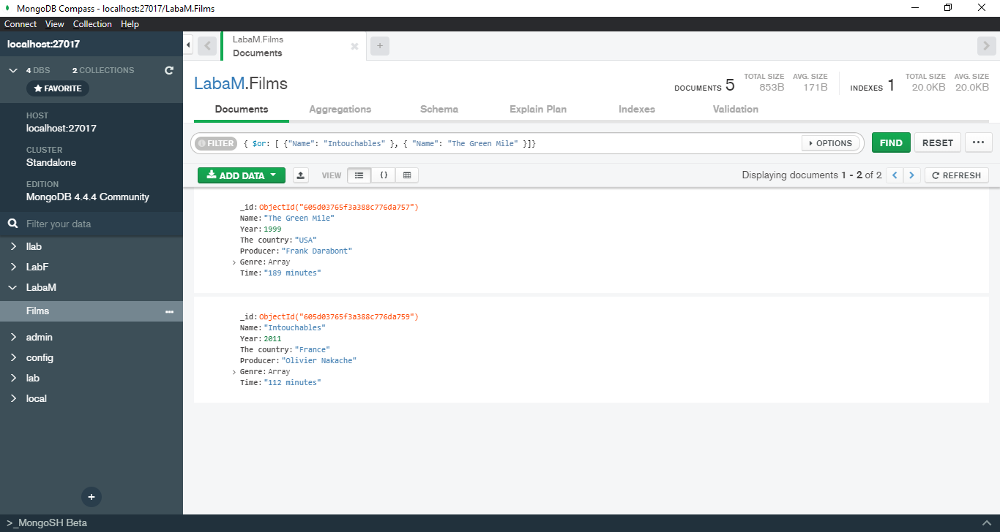 MongoDB Compass - localhost:27017/LabaM.Films
Connect View Collection Help
localhost:27017
4 DBS 2 COLLECTIONS
FAVORITE
HOST
localhost:27017
CLUSTER
Standalone
EDITION
MongoDB 4.4.4 Community
Filter your data
Ilab
LabF
LabaM
Films
admin
config
lab
local
>_MongoSH Beta
LabaM.Films
Documents
LabaM.Films
DOCUMENTS 5
TOTAL SIZE 853B
AVG. SIZE 171B
INDEXES 1
TOTAL SIZE 20.0KB
AVG. SIZE 20.0KB
Documents Aggregations Schema Explain Plan Indexes Validation
FILTER { $or: [ {"Name": "Intouchables" }, { "Name": "The Green Mile" }]} OPTIONS FIND RESET
ADD DATA VIEW {} Displaying documents 1 - 2 of 2 REFRESH
_id: ObjectId("605d03765f3a388c776da757")
Name: "The Green Mile"
Year: 1999
The country: "USA"
Producer: "Frank Darabont"
Genre: Array
Time: "189 minutes"
_id: ObjectId("605d03765f3a388c776da759")
Name: "Intouchables"
Year: 2011
The country: "France"
Producer: "Olivier Nakache"
Genre: Array
Time: "112 minutes"